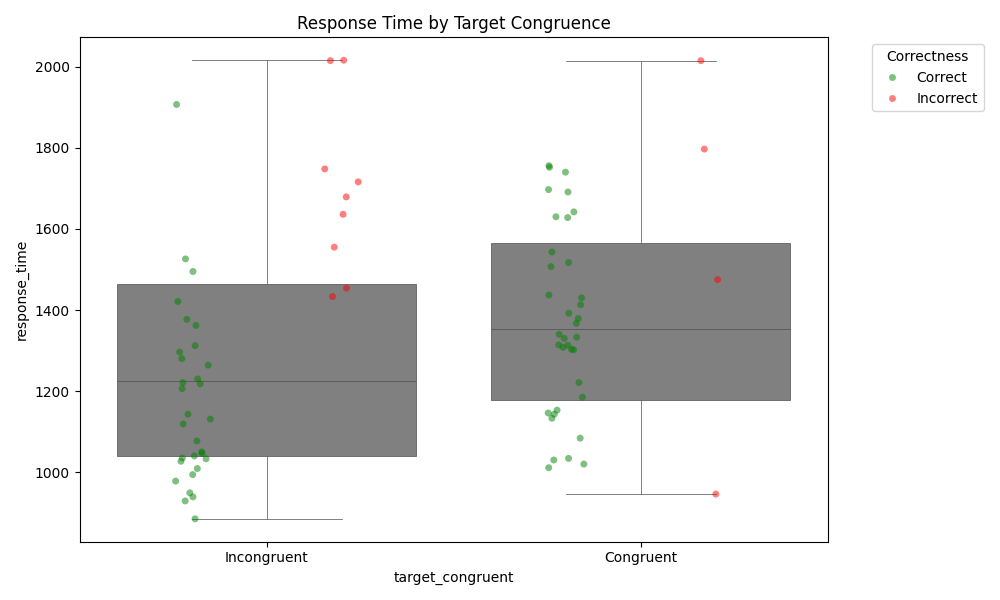 Response Time by Target Congruence
Correctness
Correct
Incorrect
2000
1800
1600
1400
1200
1000
response_time
Incongruent
Congruent
target_congruent